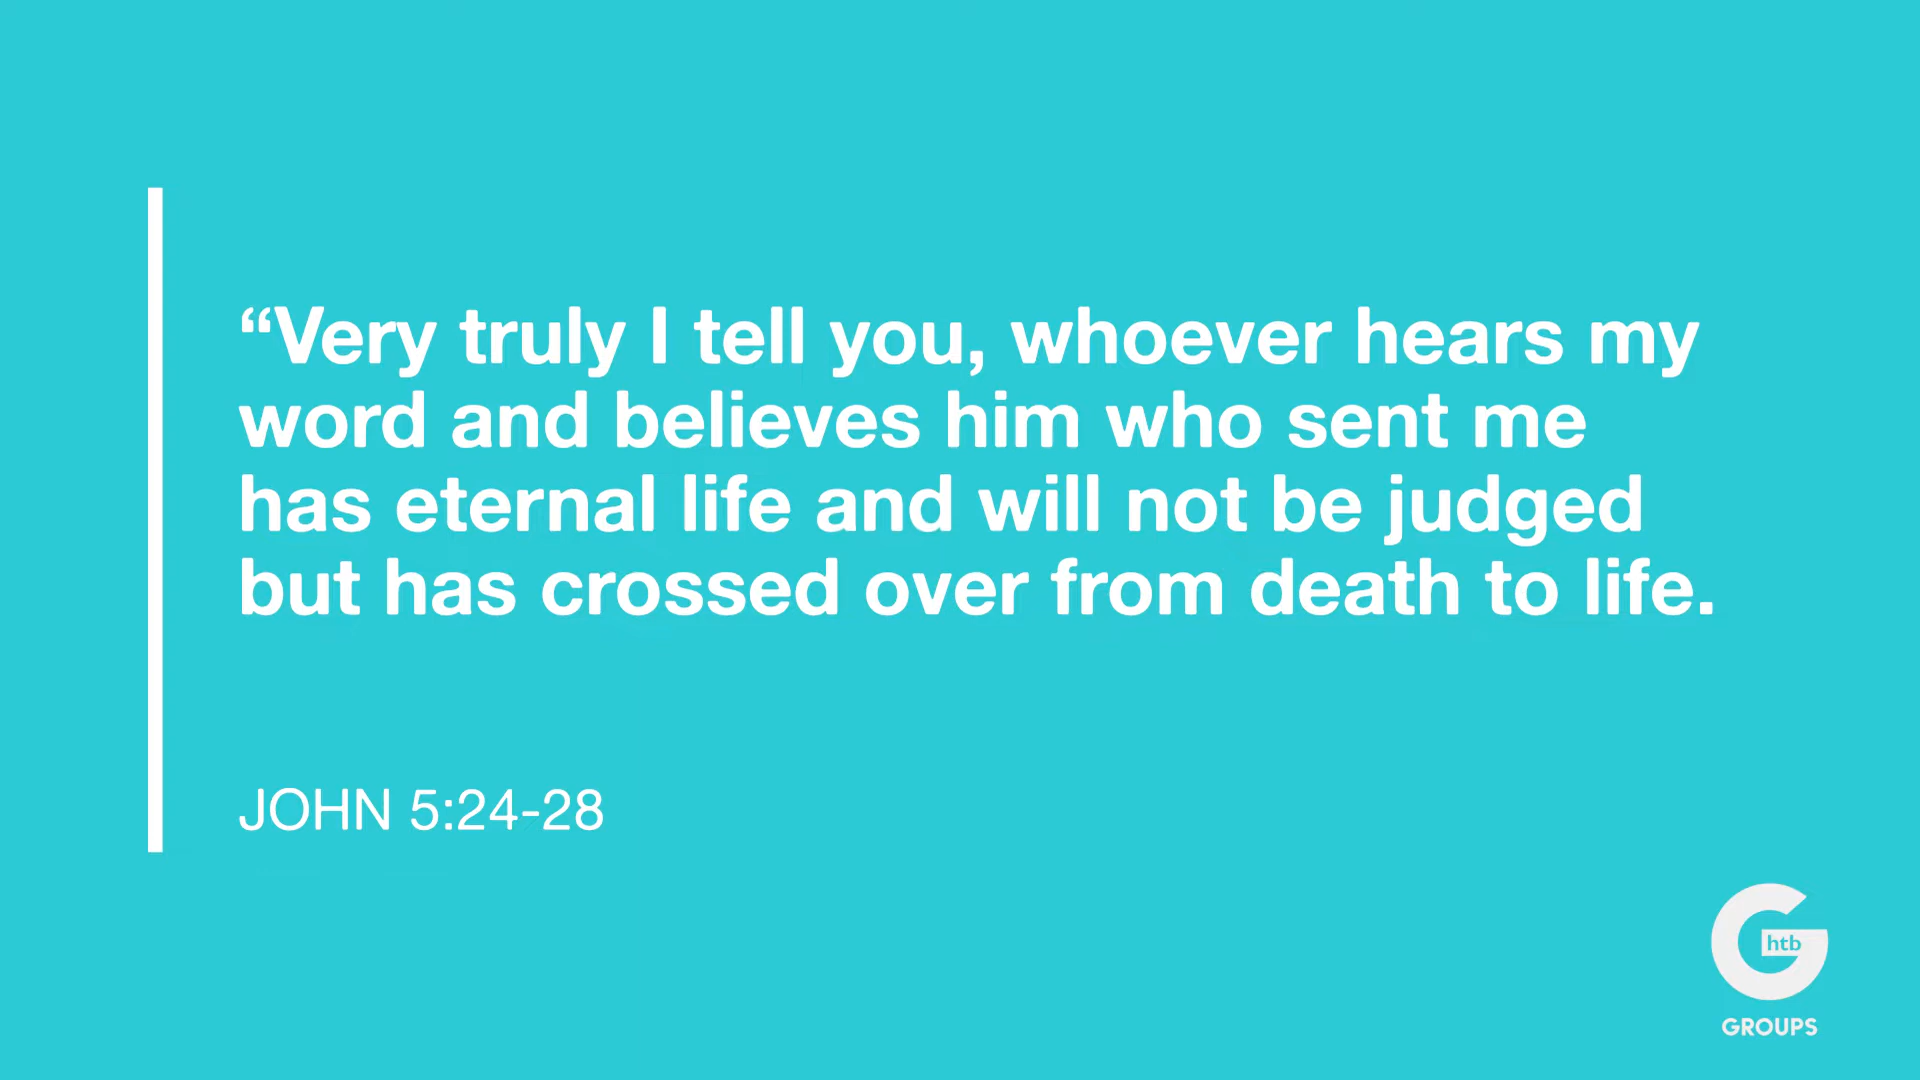 “Very truly I tell you, whoever hears my
word and believes him who sent me
has eternal life and will not be judged
but has crossed over from death to life.
JOHN 5:24-28
htb
GROUPS